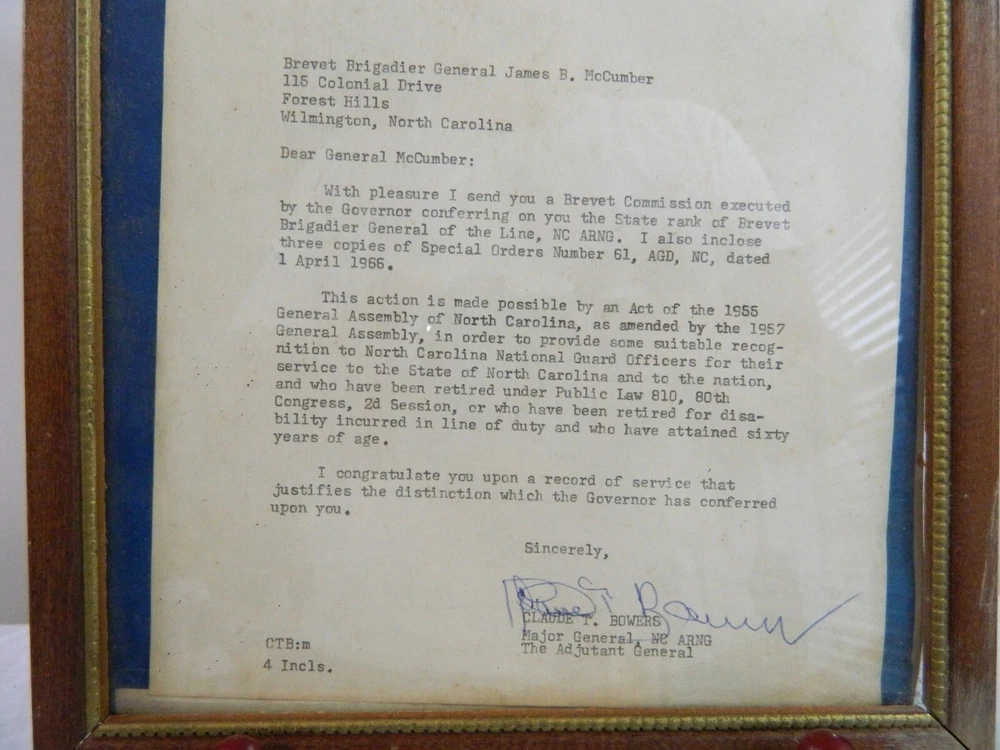 Brevet Brigadier General James B. McCumber
115 Colonial Drive
Forest Hills
Wilmington, North Carolina
Dear General McCumber:
With pleasure I send you a Brevet Commission executed
by the Governor conferring on you the State rank of Brevet
Brigadier General of the Line, NC ARNG. I also inclose
three copies of Special Orders Number 61, AGD, NC, dated
1 April 1966.
This action is made possible by an Act of the 1955
General Assembly of North Carolina, as amended by the 1957
General Assembly, in order to provide some suitable recog-
nition to North Carolina National Guard Officers for their
service to the State of North Carolina and to the nation,
and who have been retired under Public Law 810, 80th
Congress, 2d Session, or who have been retired for disa-
bility incurred in line of duty and who have attained sixty
years of age.
I congratulate you upon a record of service that
justifies the distinction which the Governor has conferred
upon you.
Sincerely,
Claude T. Bowers
CLAUDE T. BOWERS
Major General, NC ARNG
The Adjutant General
CTB:m
4 Incls.